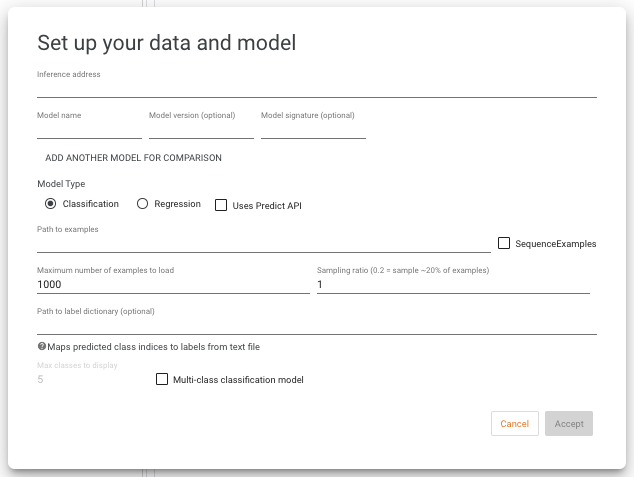 Set up your data and model
Inference address
Model name Model version (optional) Model signature (optional)
ADD ANOTHER MODEL FOR COMPARISON
Model Type
Classification Regression Uses Predict API
Path to examples
SequenceExamples
Maximum number of examples to load Sampling ratio (0.2 = sample ~20% of examples)
1000 1
Path to label dictionary (optional)
Maps predicted class indices to labels from text file
Max classes to display
5 Multi-class classification model
Cancel Accept